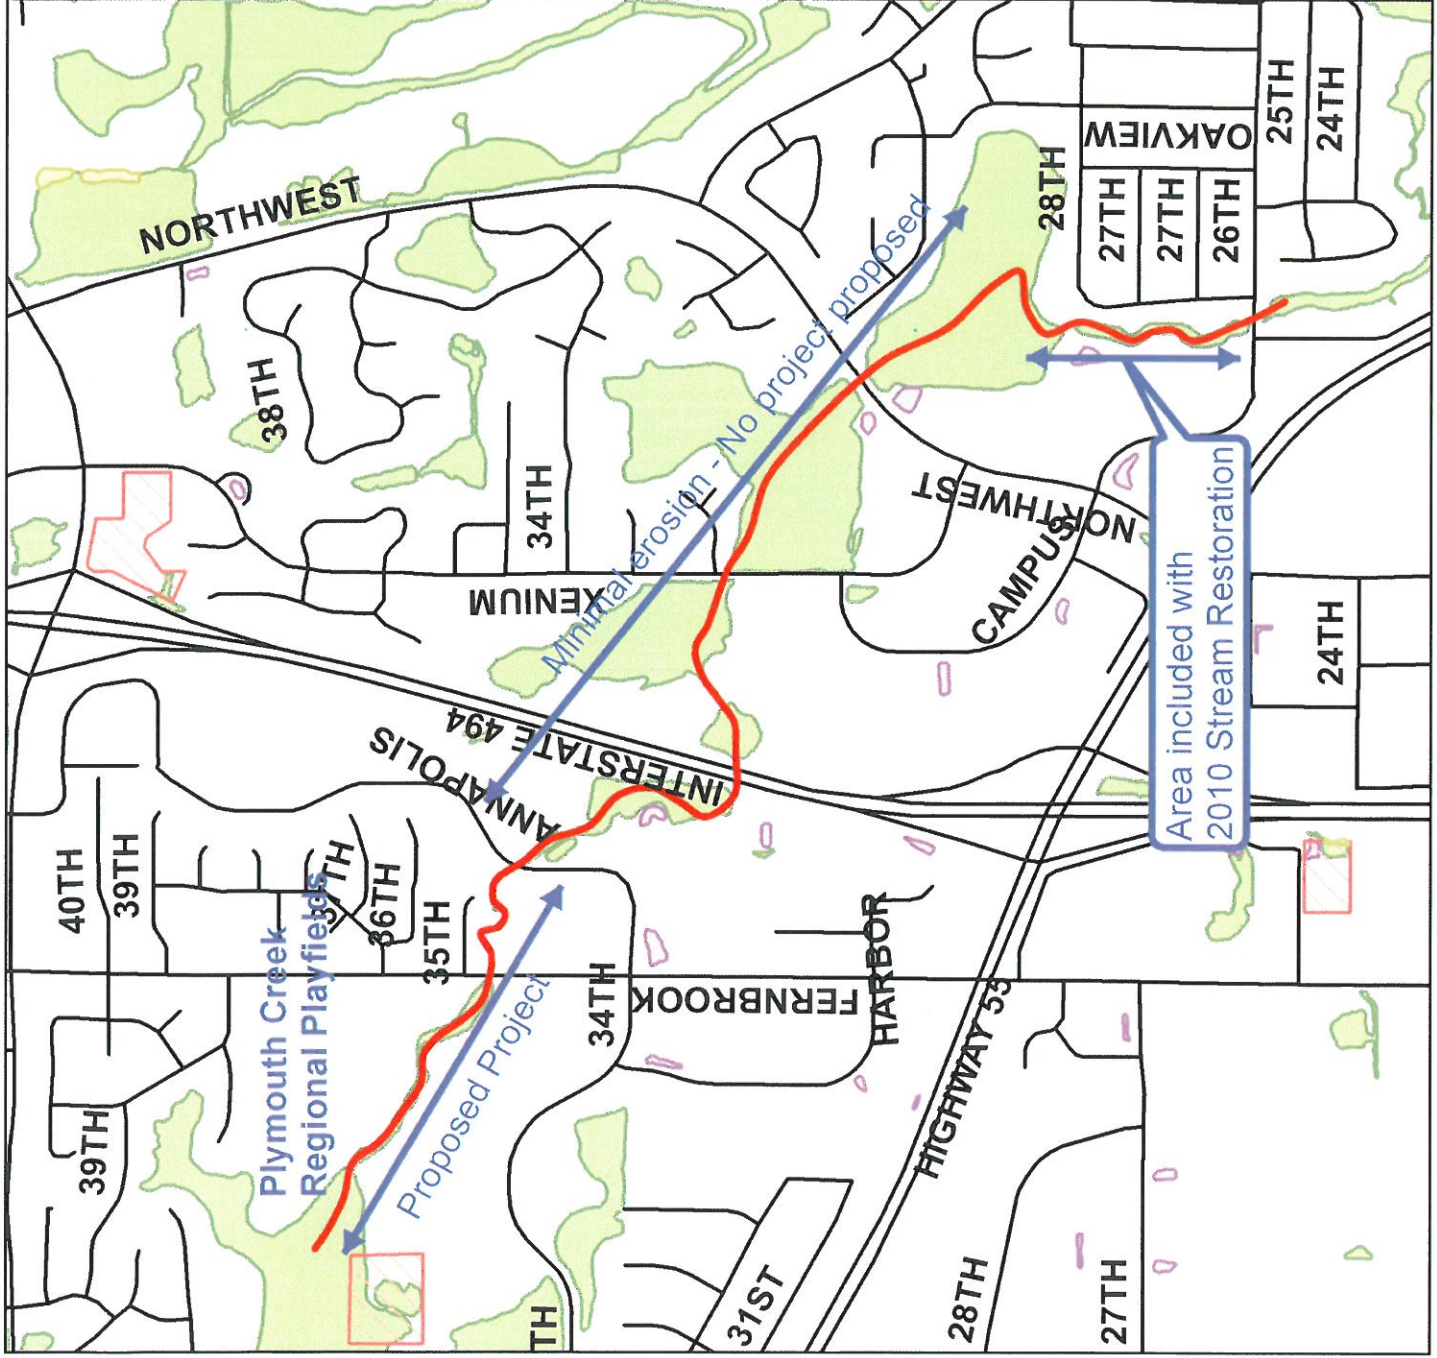 NORTHWEST
38TH
34TH
XENIUM
INTERSTATE 494
ANNAPOLIS
40TH
39TH
36TH
35TH
34TH
39TH
Plymouth Creek
Regional Playfields
Proposed Project
Minimal erosion - No project proposed
FERNBROOK
HARBOR
HIGHWAY 55
CAMPUS
NORTHWEST
28TH
OAKVIEW
27TH
27TH
26TH
25TH
24TH
Area included with
2010 Stream Restoration
24TH
31ST
28TH
27TH
TH